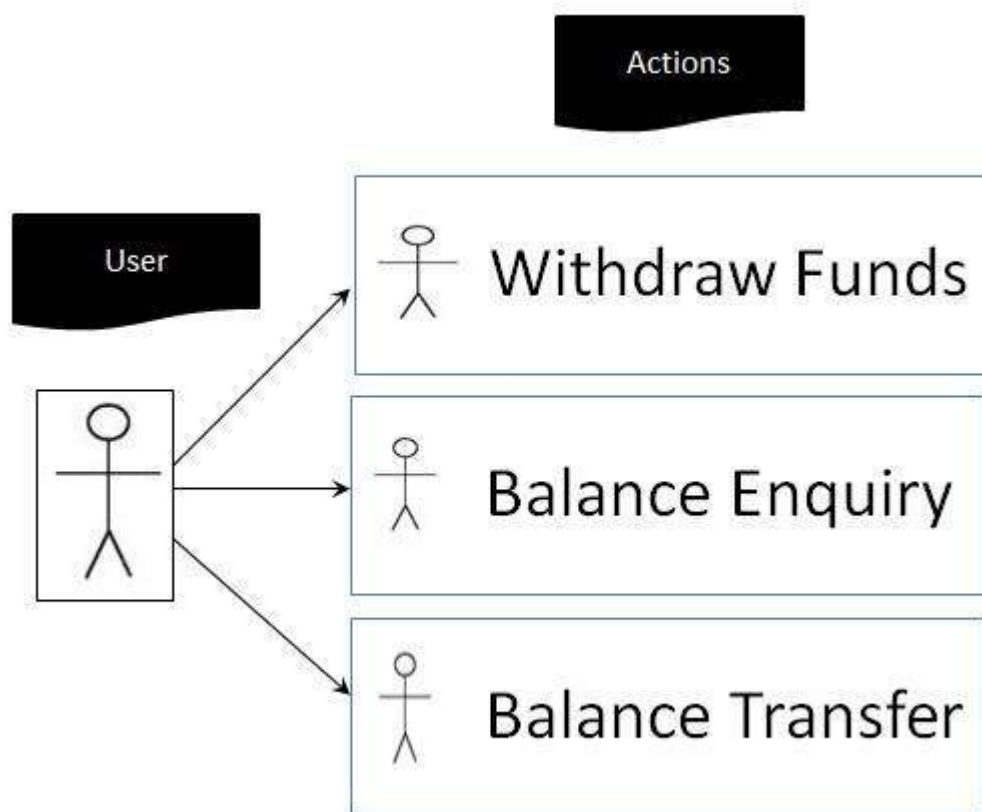 Actions
User
Withdraw Funds
Balance Enquiry
Balance Transfer